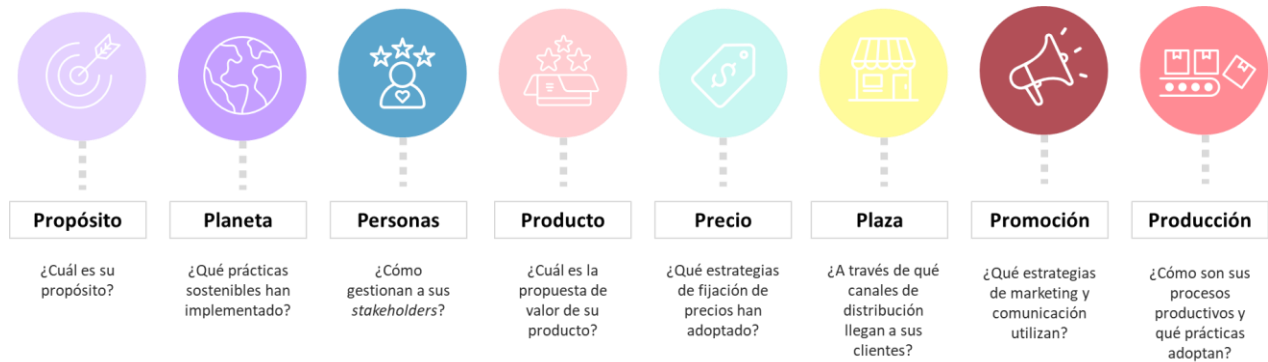 Propósito
Planeta
Personas
Producto
Precio
Plaza
Promoción
Producción
¿Cuál es su
propósito?
¿Qué prácticas
sostenibles han
implementado?
¿Cómo
gestionan a sus
stakeholders?
¿Cuál es la
propuesta de
valor de su
producto?
¿Qué estrategias
de fijación de
precios han
adoptado?
¿A través de qué
canales de
distribución
llegan a sus
clientes?
¿Qué estrategias
de marketing y
comunicación
utilizan?
¿Cómo son sus
procesos
productivos y
qué prácticas
adoptan?